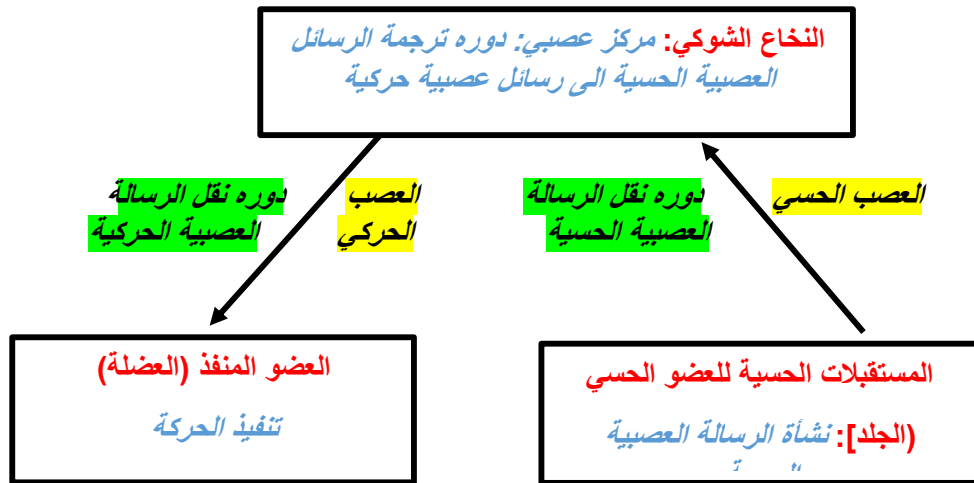 النخاع الشوكي: مركز عصبي: دوره ترجمة الرسائل
العصبية الحسية الى رسائل عصبية حركية
العصب الحسي
دوره نقل الرسالة
العصبية الحسية
العصب
الحركي
دوره نقل الرسالة
العصبية الحركية
المستقبلات الحسية للعضو الحسي
(الجلد]: نشأة الرسالة العصبية
العضو المنفذ (العضلة)
تنفيذ الحركة